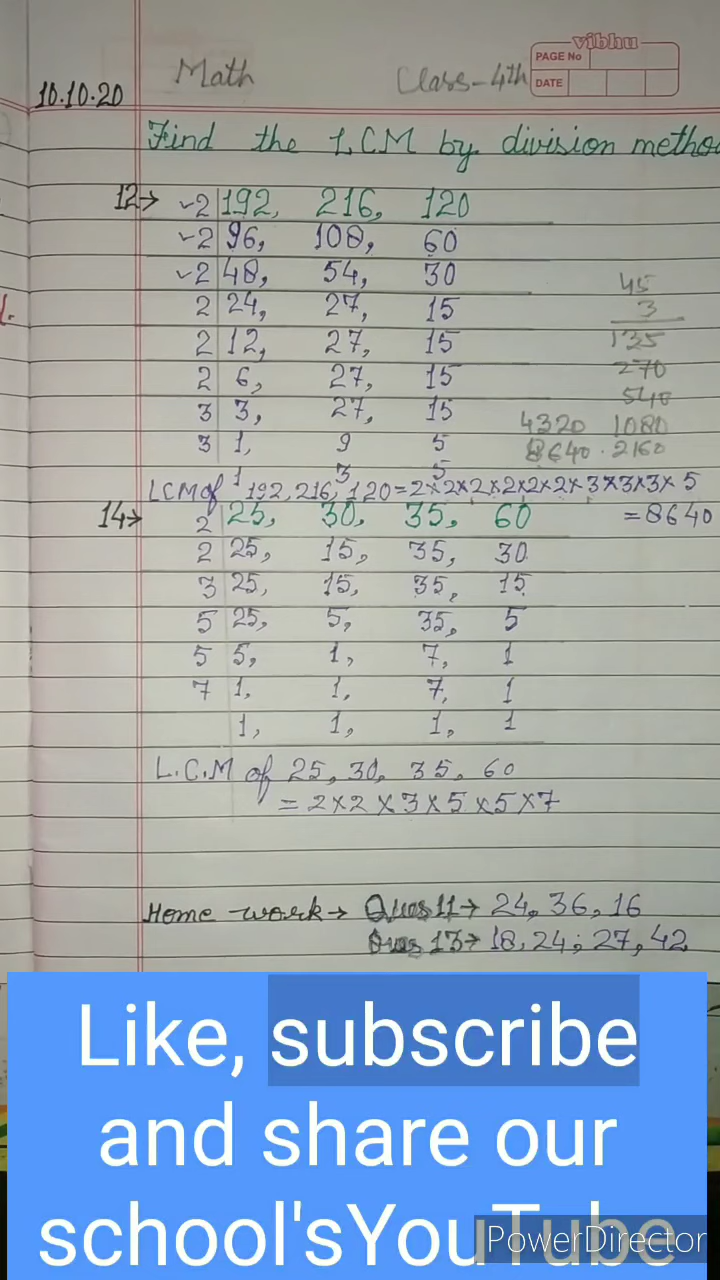 vibhu
PAGE No
DATE
Math Class-4th
10.10.20
Find the L.C.M by division method
12→ 2 192, 216, 120
2 96, 108, 60
2 48, 54, 30
2 24, 27, 15
2 12, 27, 15
2 6, 27, 15
3 3, 27, 15
3 1, 9 5
1 3 5
45
3
135
270
540
4320 1080
8640 . 2160
LCM of 192, 216, 120 = 2×2×2×2×2×2×3×3×3×5
= 8640
14→ 2 25, 30, 35, 60
2 25, 15, 35, 30
3 25, 15, 35, 15
5 25, 5, 35, 5
5 5, 1, 7, 1
7 1, 1, 7, 1
1, 1, 1, 1
L.C.M of 25, 30, 35, 60
= 2×2×3×5×5×7
Home work → Ques 11→ 24, 36, 16
Ques 13→ 18, 24, 27, 42
Like, subscribe
and share our
school'sYouTube
PowerDirector